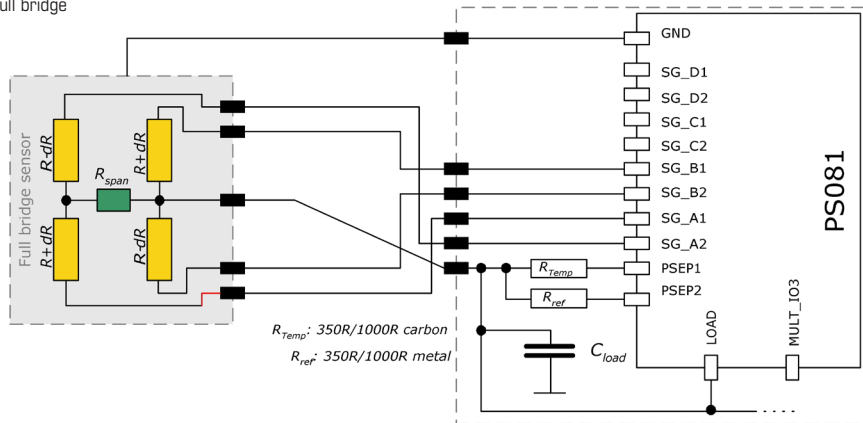 full bridge
GND
SG_D1
SG_D2
SG_C1
SG_C2
SG_B1
SG_B2
SG_A1
SG_A2
PSEP1
PSEP2
PS081
LOAD
MULT_IO3
Full bridge sensor
R-dR
R+dR
Rspan
R+dR
R-dR
RTemp
Rref
RTemp: 350R/1000R carbon
Rref: 350R/1000R metal
Cload